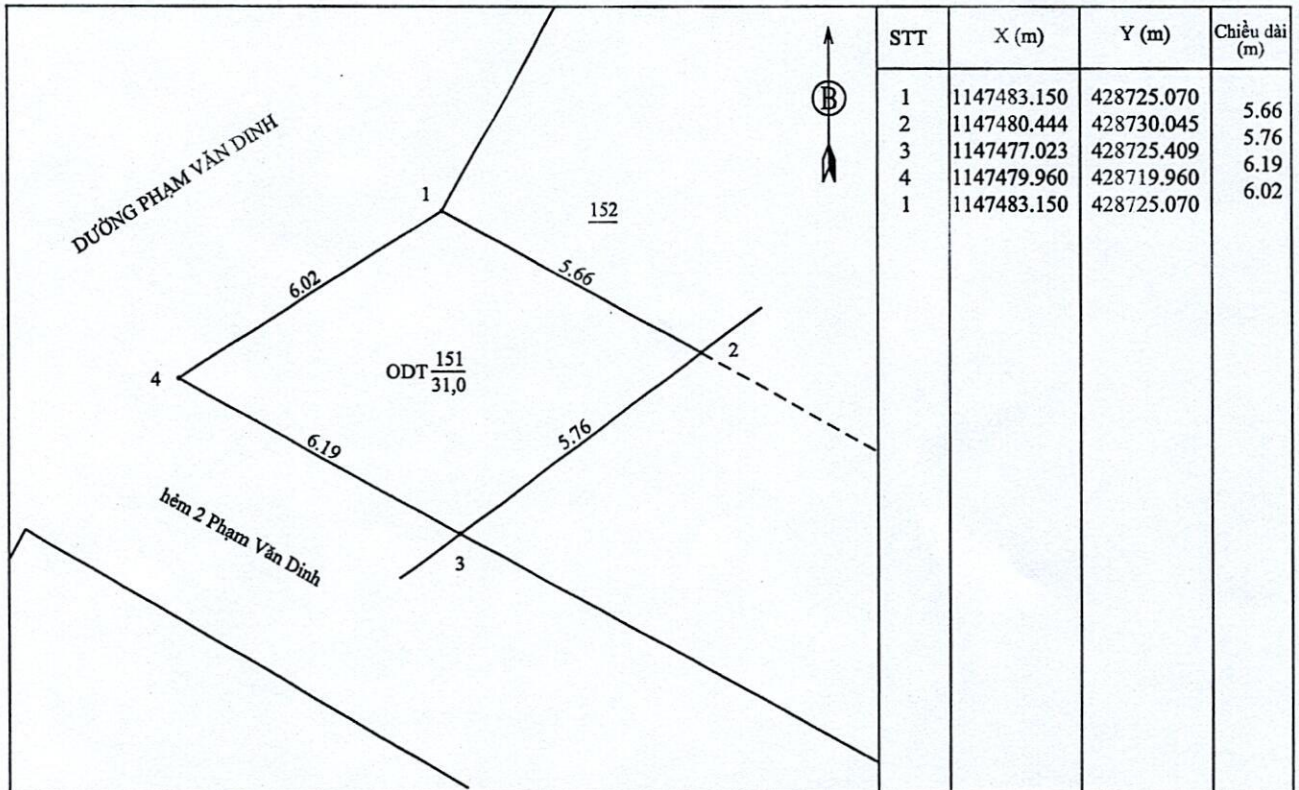 STT X (m) Y (m) Chiều dài (m)
1 1147483.150 428725.070
5.66
2 1147480.444 428730.045
5.76
3 1147477.023 428725.409
6.19
4 1147479.960 428719.960
6.02
1 1147483.150 428725.070
B
DƯỜNG PHẠM VĂN DINH
1
152
5.66
6.02
2
ODT 151
31,0
4
5.76
6.19
hẻm 2 Phạm Văn Dinh
3